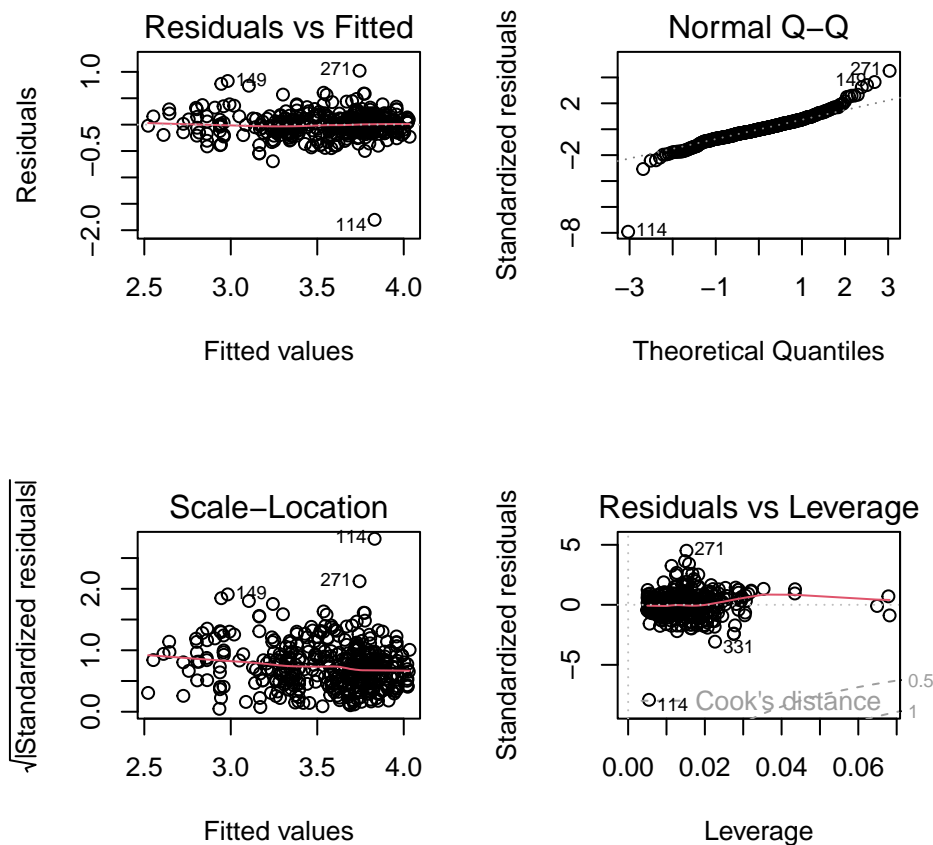 Residuals vs Fitted
Residuals
1.0
−0.5
−2.0
149
271
114
2.5 3.0 3.5 4.0
Fitted values
Normal Q−Q
Standardized residuals
2
−2
−8
271
149
114
−3 −1 1 2 3
Theoretical Quantiles
Scale−Location
√|Standardized residuals|
2.0
1.0
0.0
114
149
271
2.5 3.0 3.5 4.0
Fitted values
Residuals vs Leverage
Standardized residuals
5
0
−5
271
331
114
Cook's distance
0.5
1
0.00 0.02 0.04 0.06
Leverage